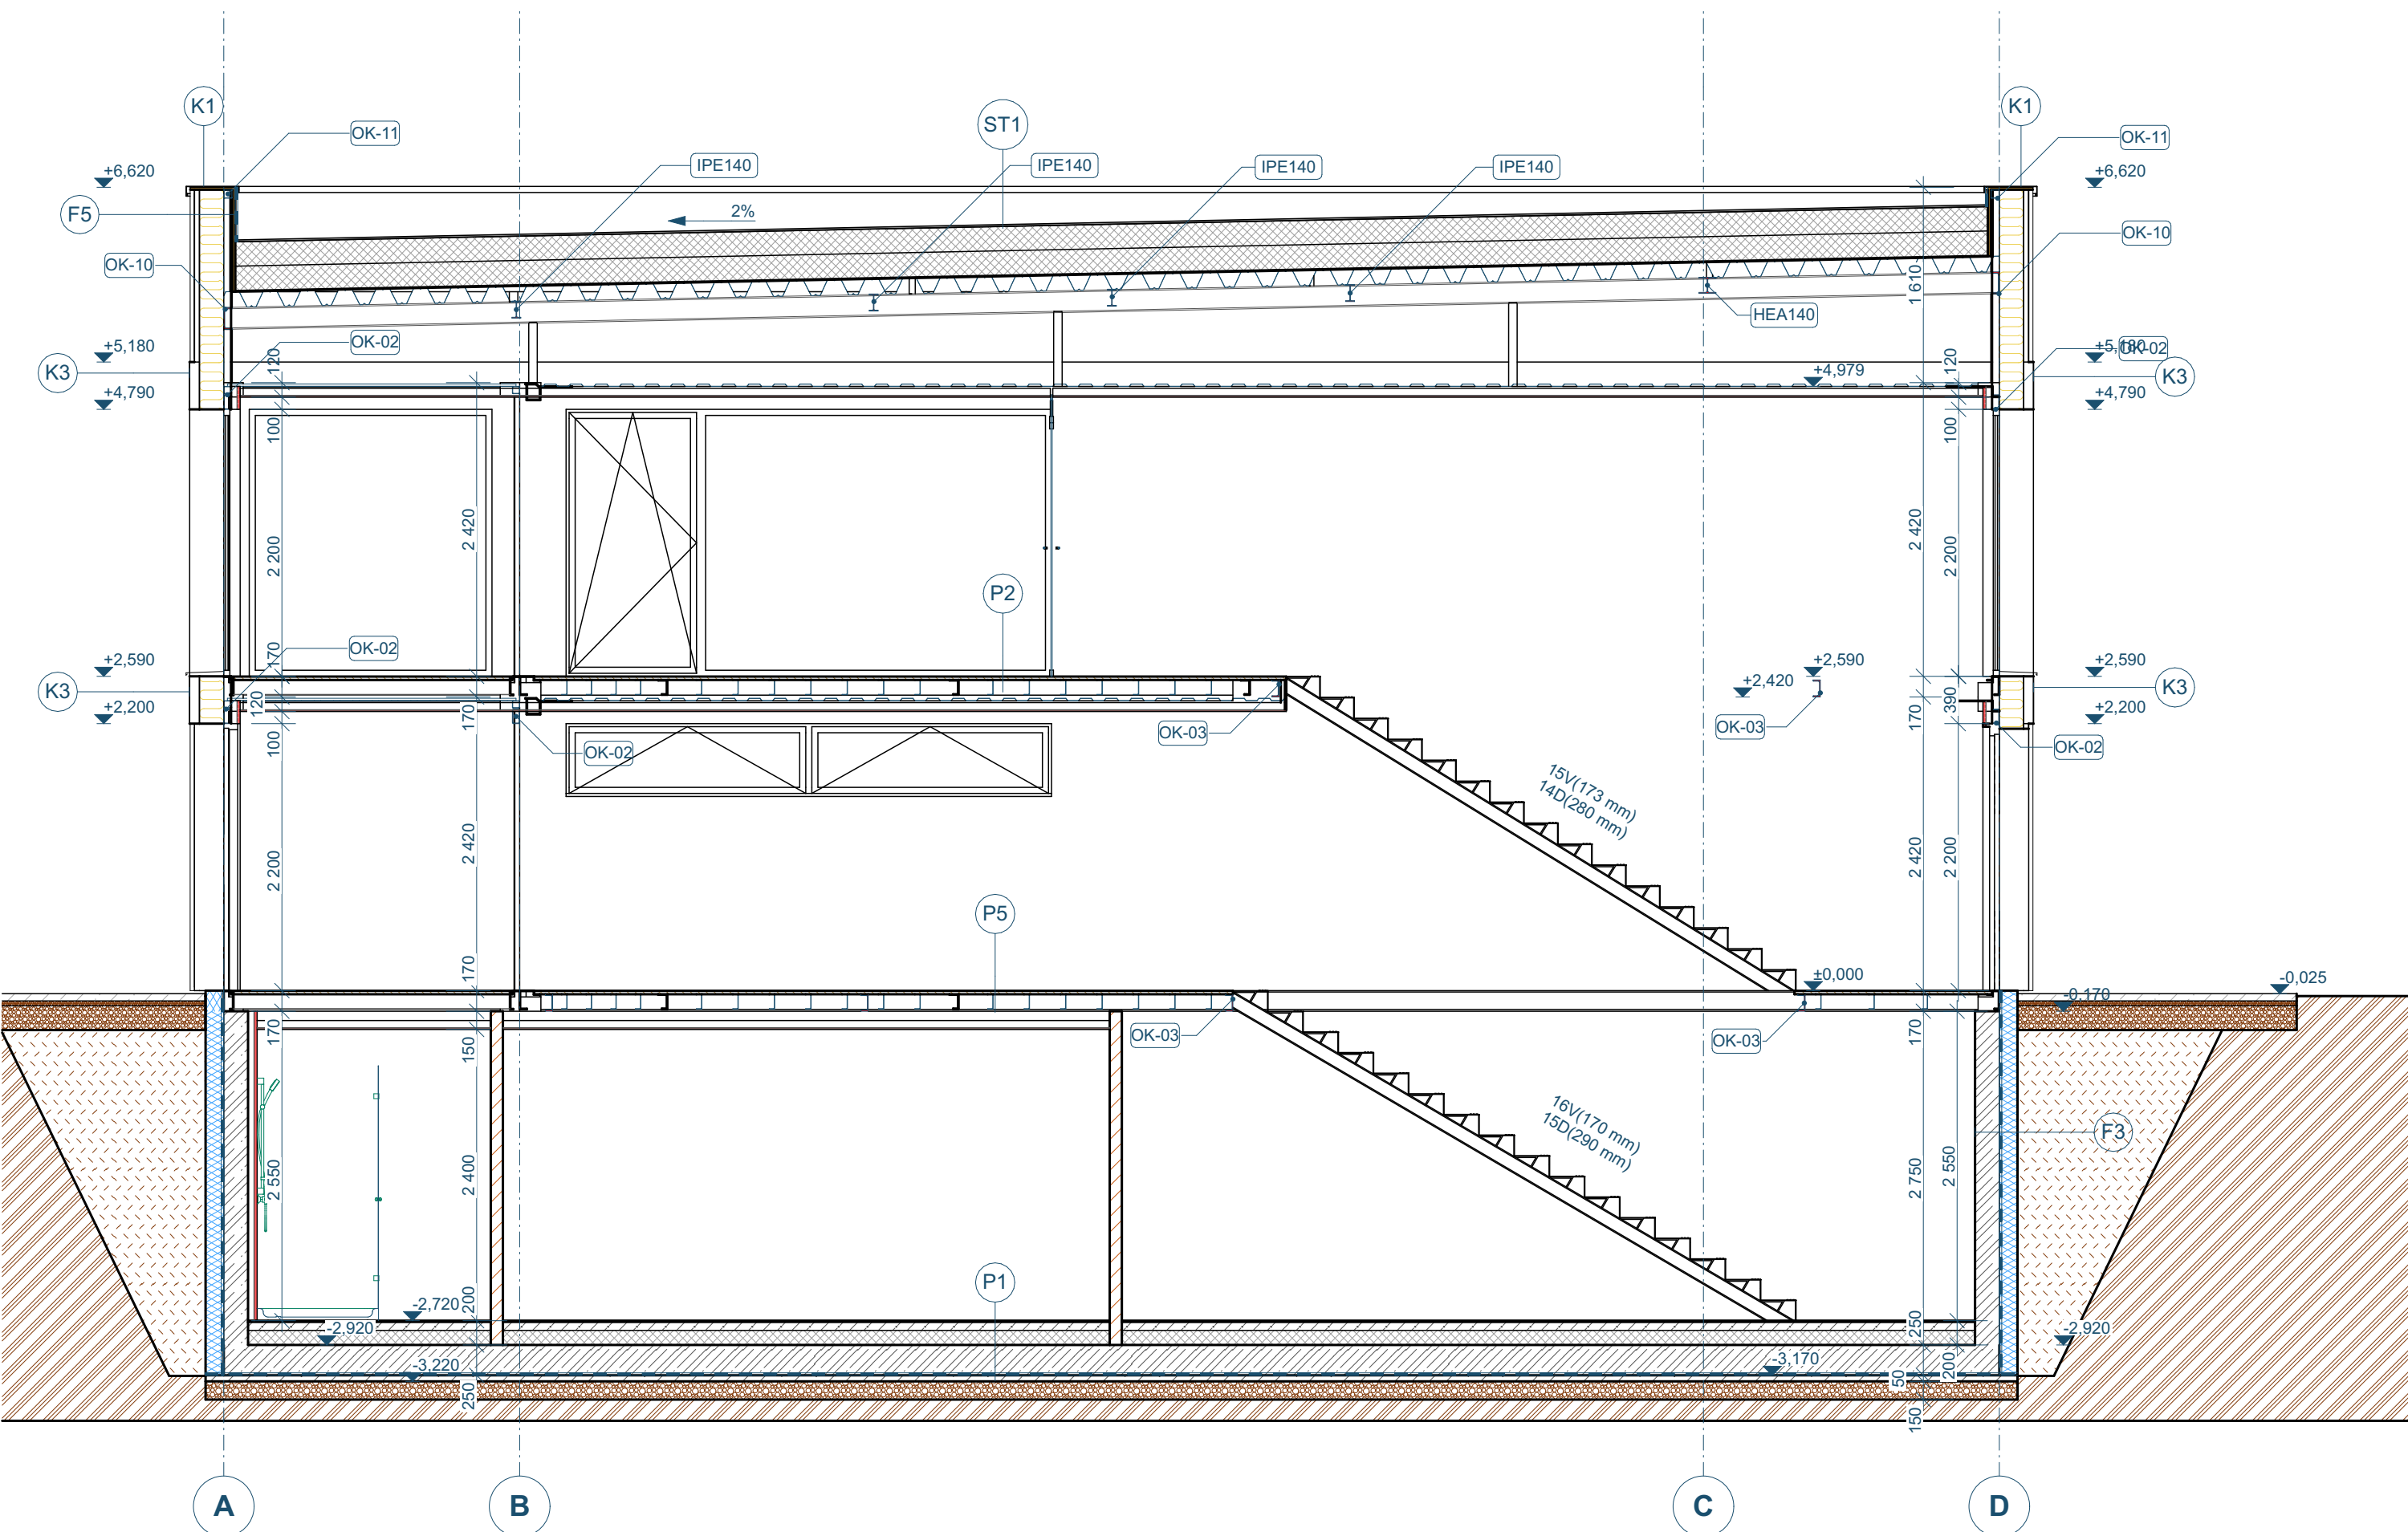 K1
K1
ST1
OK-11
OK-11
IPE140
IPE140
IPE140
IPE140
+6,620
+6,620
F5
2%
OK-10
OK-10
1 610
HEA140
+5,180
OK-02
120
+5,180
OK-02
120
K3
K3
+4,979
+4,790
+4,790
100
100
2 200
2 420
2 420
2 200
P2
170
OK-02
+2,590
+2,590
+2,590
K3
K3
+2,420
120
170
170
390
+2,200
+2,200
OK-03
OK-03
100
OK-02
OK-02
15V(173 mm)
14D(280 mm)
2 200
2 420
2 420
2 200
P5
170
±0,000
-0,025
-0,170
170
150
OK-03
OK-03
170
16V(170 mm)
15D(290 mm)
F3
2 550
2 400
2 750
2 550
P1
-2,720
200
-2,920
250
-2,920
-3,220
-3,170
200
250
50
150
A
B
C
D